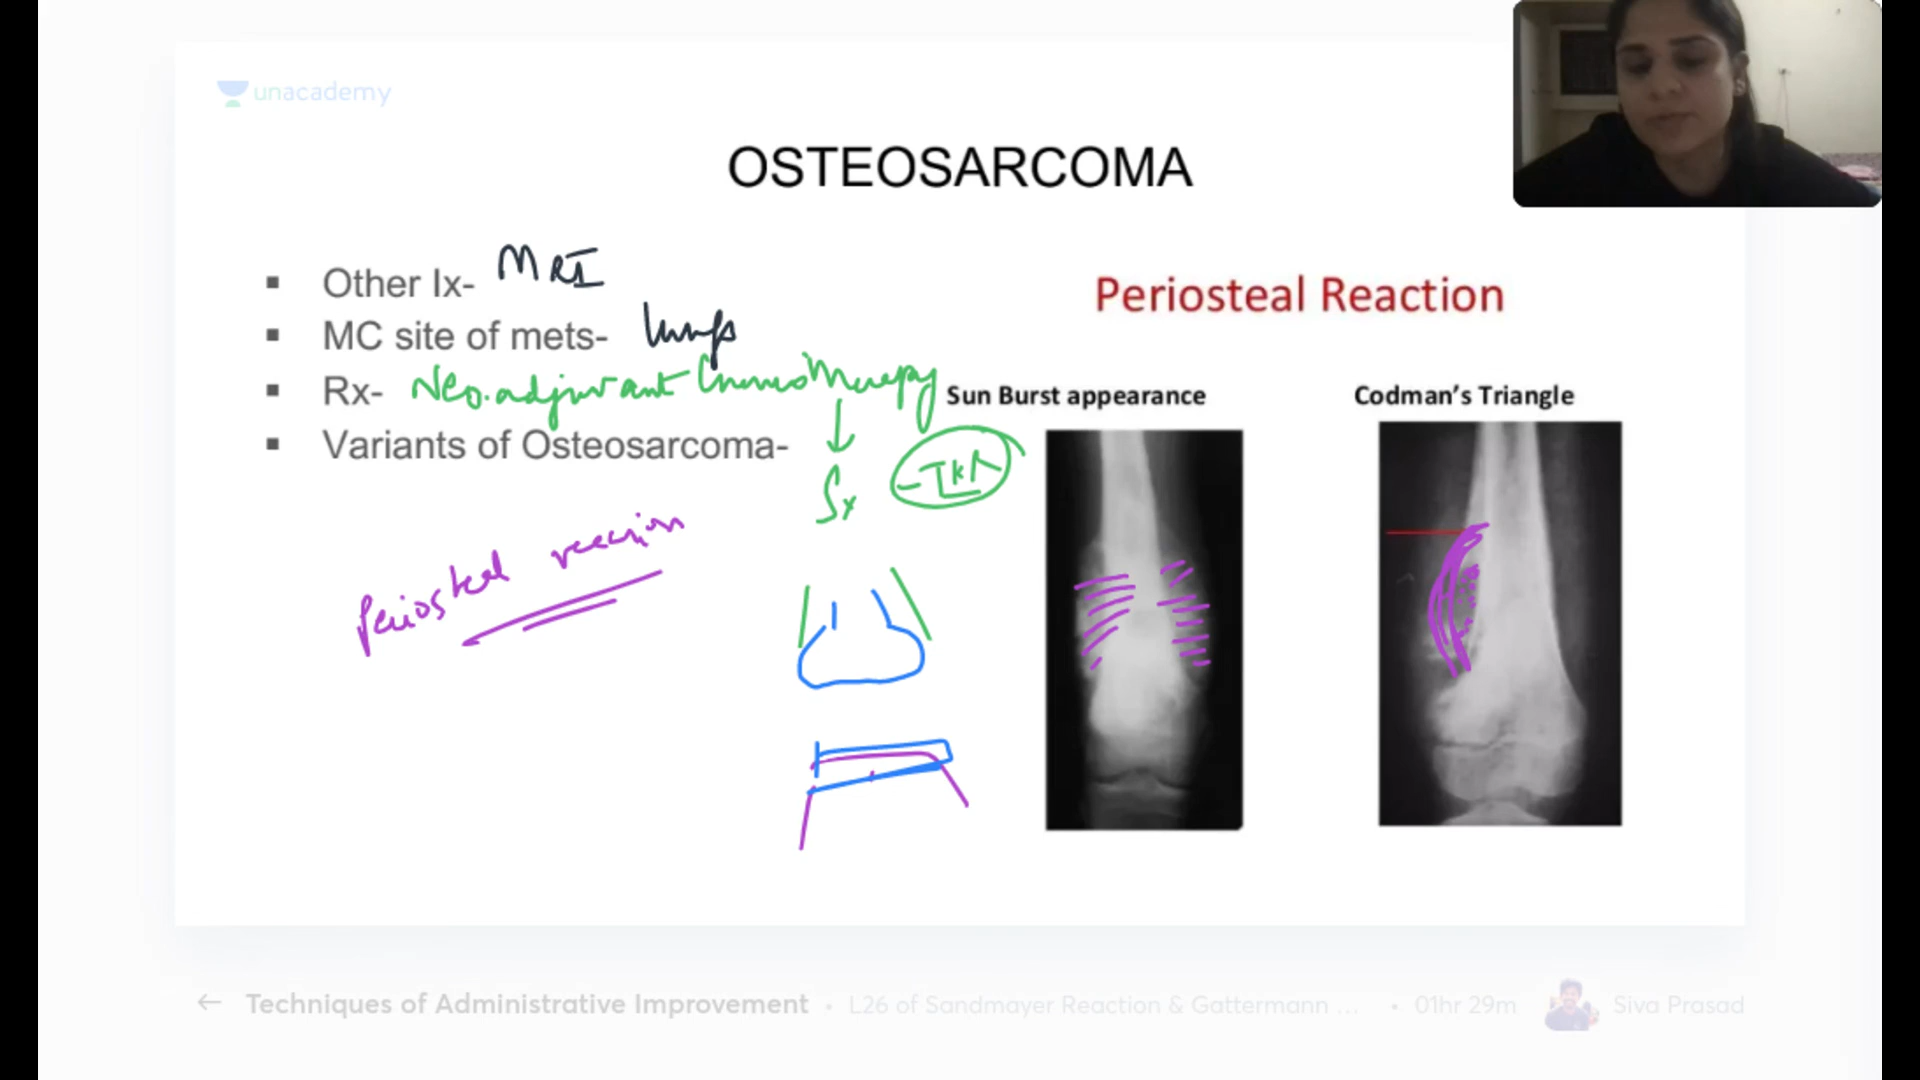 unacademy
OSTEOSARCOMA
▪ Other Ix- MRI
▪ MC site of mets- lungs
▪ Rx- Neo.adjuvant Chemotherapy
▪ Variants of Osteosarcoma-
Sx - TKA
Periosteal reaction
Periosteal Reaction
Sun Burst appearance
Codman's Triangle
← Techniques of Administrative Improvement • L26 of Sandmayer Reaction & Gattermann ... • 01hr 29m Siva Prasad